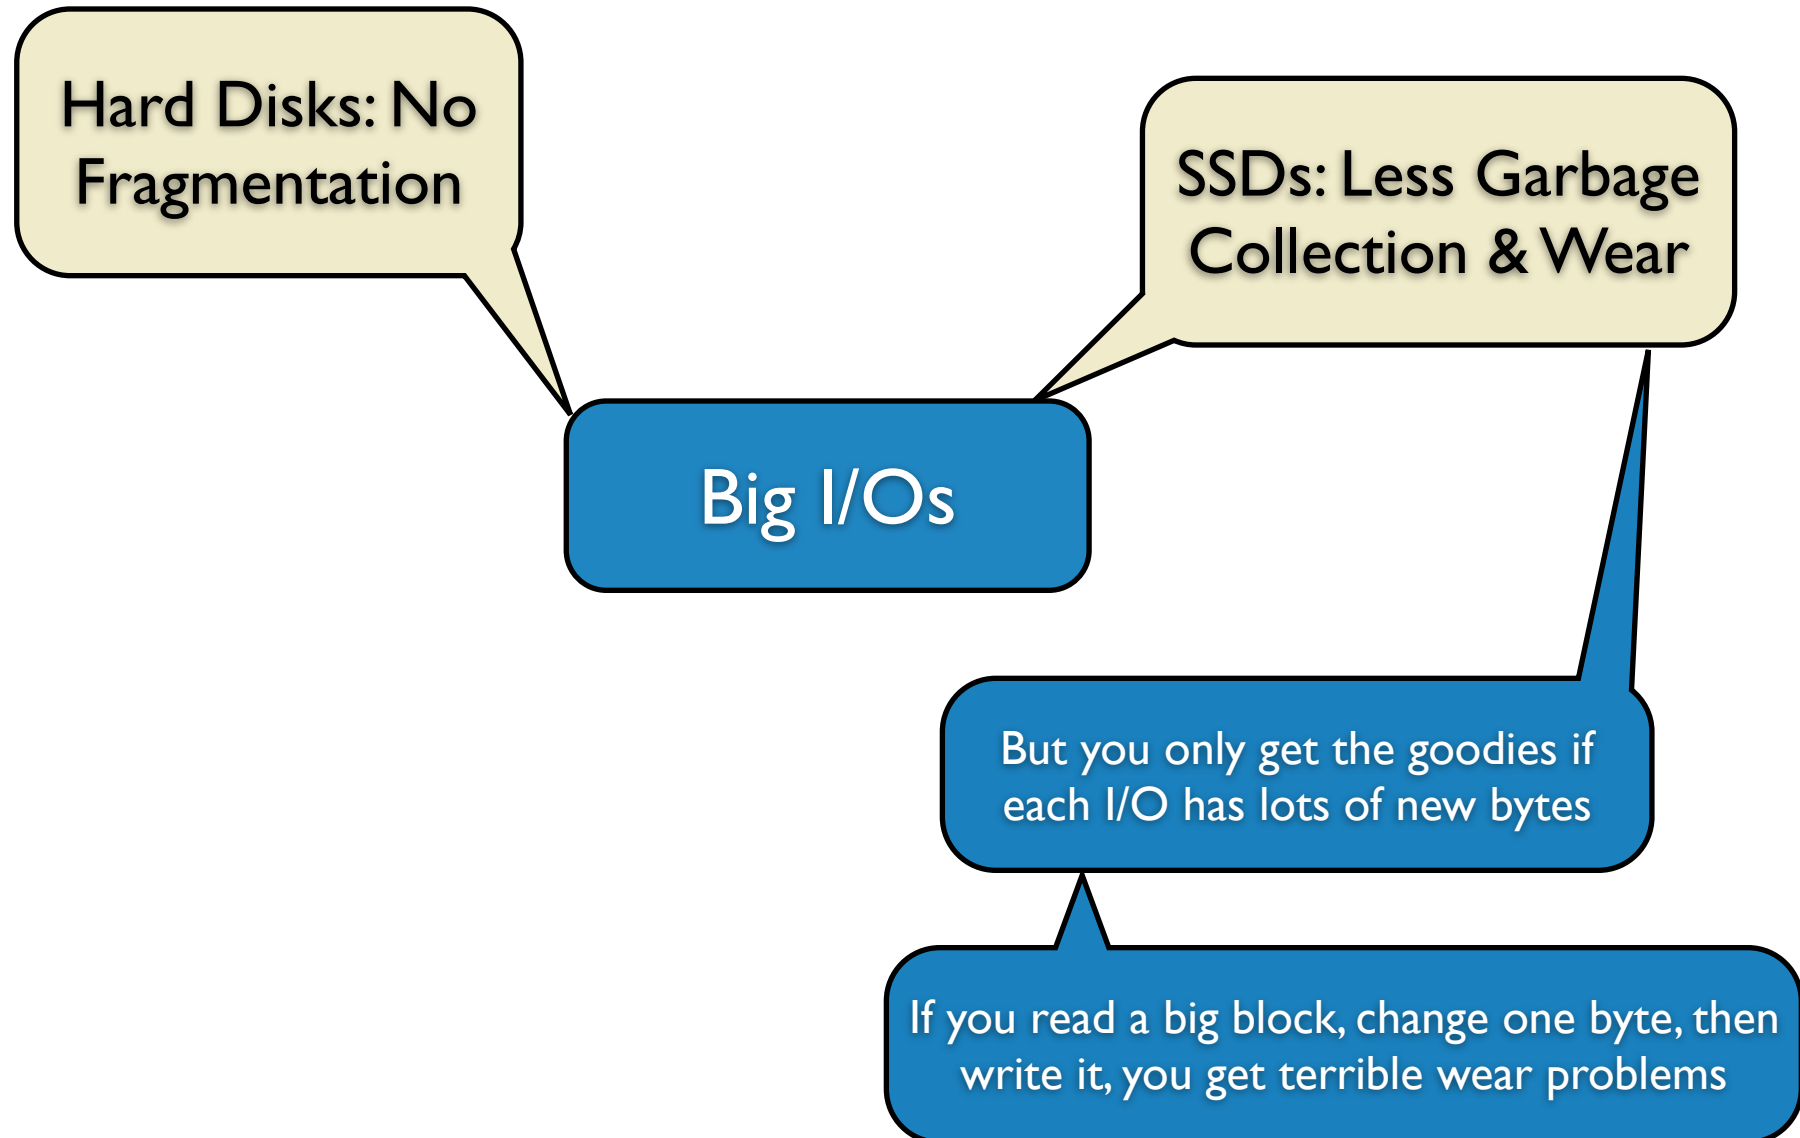 Hard Disks: No
Fragmentation
SSDs: Less Garbage
Collection & Wear
Big I/Os
But you only get the goodies if
each I/O has lots of new bytes
If you read a big block, change one byte, then
write it, you get terrible wear problems